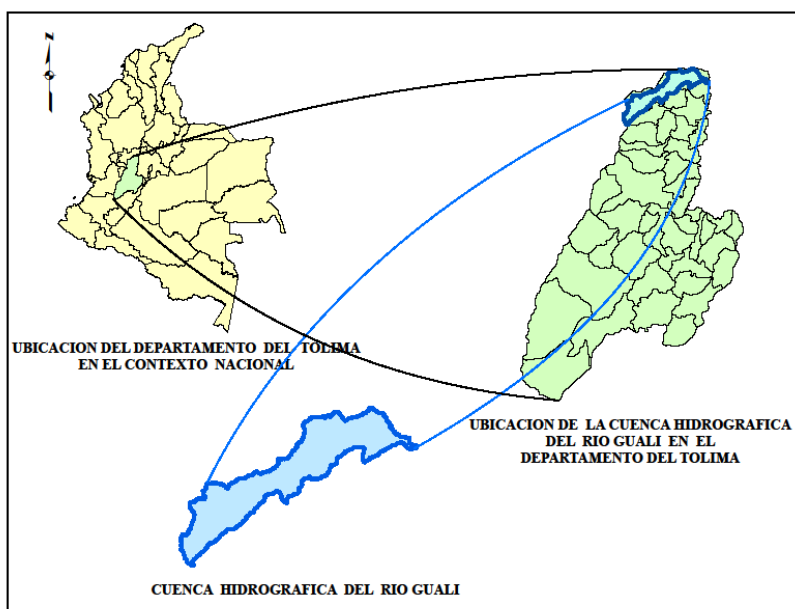 N
UBICACION DEL DEPARTAMENTO DEL TOLIMA
EN EL CONTEXTO NACIONAL
UBICACION DE LA CUENCA HIDROGRAFICA
DEL RIO GUALI EN EL
DEPARTAMENTO DEL TOLIMA
CUENCA HIDROGRAFICA DEL RIO GUALI